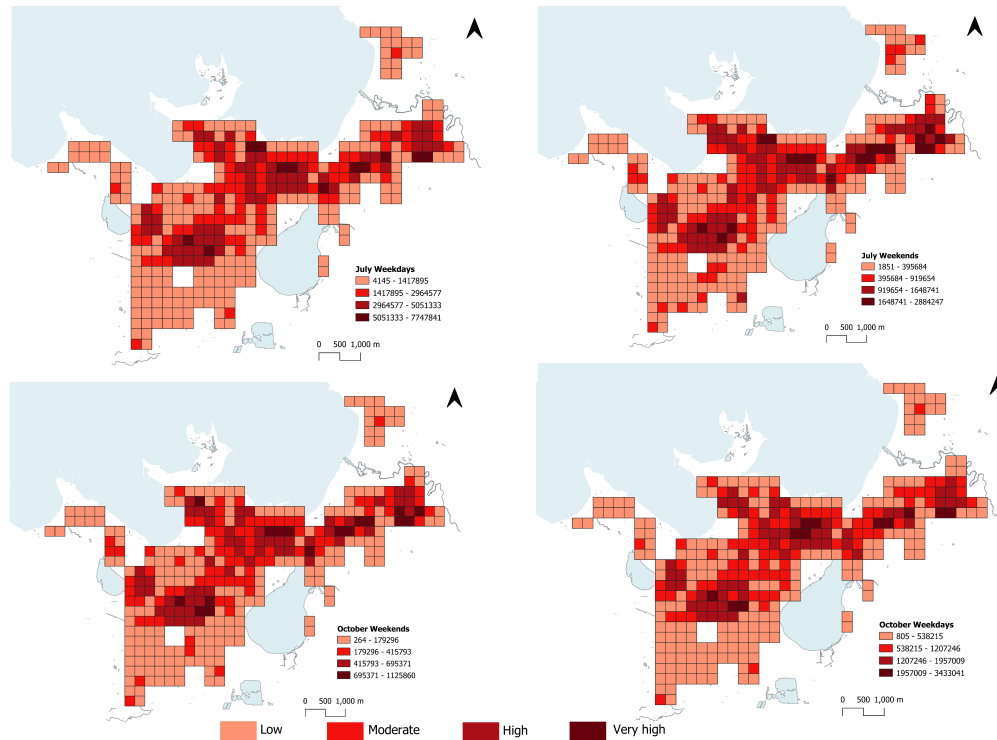 July Weekdays
4145 - 1417895
1417895 - 2964577
2964577 - 5051333
5051333 - 7747841
0 500 1,000 m
July Weekends
1851 - 395684
395684 - 919654
919654 - 1648741
1648741 - 2884247
0 500 1,000 m
October Weekends
264 - 179296
179296 - 415793
415793 - 695371
695371 - 1125860
0 500 1,000 m
October Weekdays
805 - 538215
538215 - 1207246
1207246 - 1957009
1957009 - 3433041
0 500 1,000 m
Low Moderate High Very high